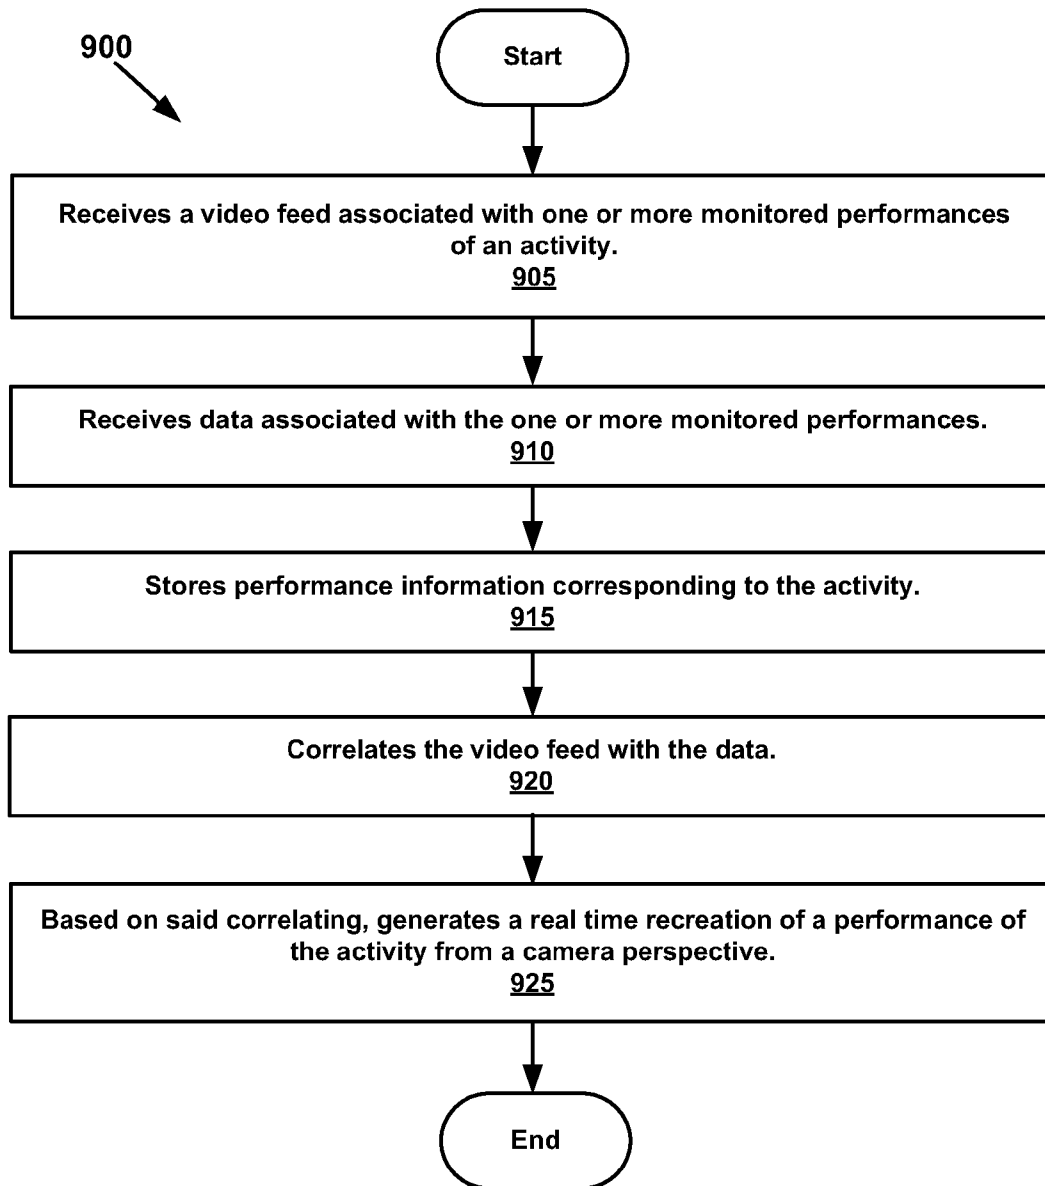 900
Start
Receives a video feed associated with one or more monitored performances
of an activity.
905
Receives data associated with the one or more monitored performances.
910
Stores performance information corresponding to the activity.
915
Correlates the video feed with the data.
920
Based on said correlating, generates a real time recreation of a performance of
the activity from a camera perspective.
925
End